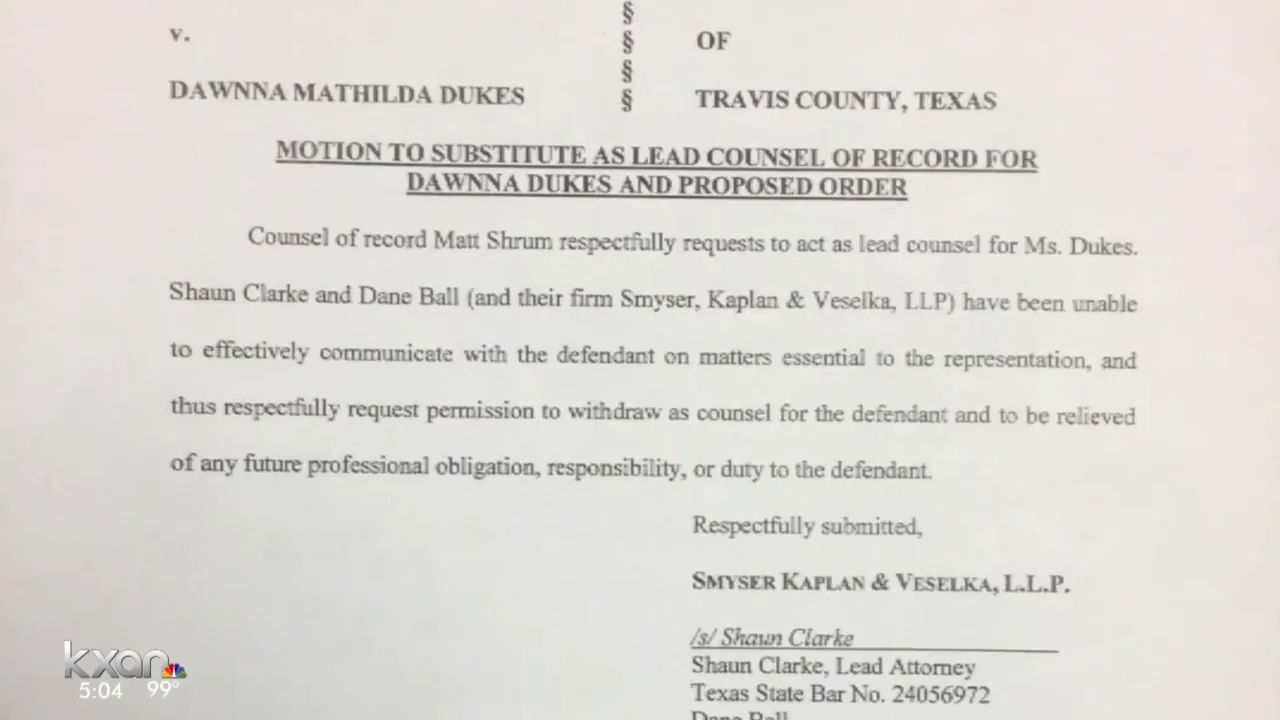 §
v. § OF
§
DAWNNA MATHILDA DUKES § TRAVIS COUNTY, TEXAS
MOTION TO SUBSTITUTE AS LEAD COUNSEL OF RECORD FOR
DAWNNA DUKES AND PROPOSED ORDER
Counsel of record Matt Shrum respectfully requests to act as lead counsel for Ms. Dukes.
Shaun Clarke and Dane Ball (and their firm Smyser, Kaplan & Veselka, LLP) have been unable
to effectively communicate with the defendant on matters essential to the representation, and
thus respectfully request permission to withdraw as counsel for the defendant and to be relieved
of any future professional obligation, responsibility, or duty to the defendant.
Respectfully submitted,
SMYSER KAPLAN & VESELKA, L.L.P.
/s/ Shaun Clarke
Shaun Clarke, Lead Attorney
Texas State Bar No. 24056972
Dane Ball
kxan
5:04 99°